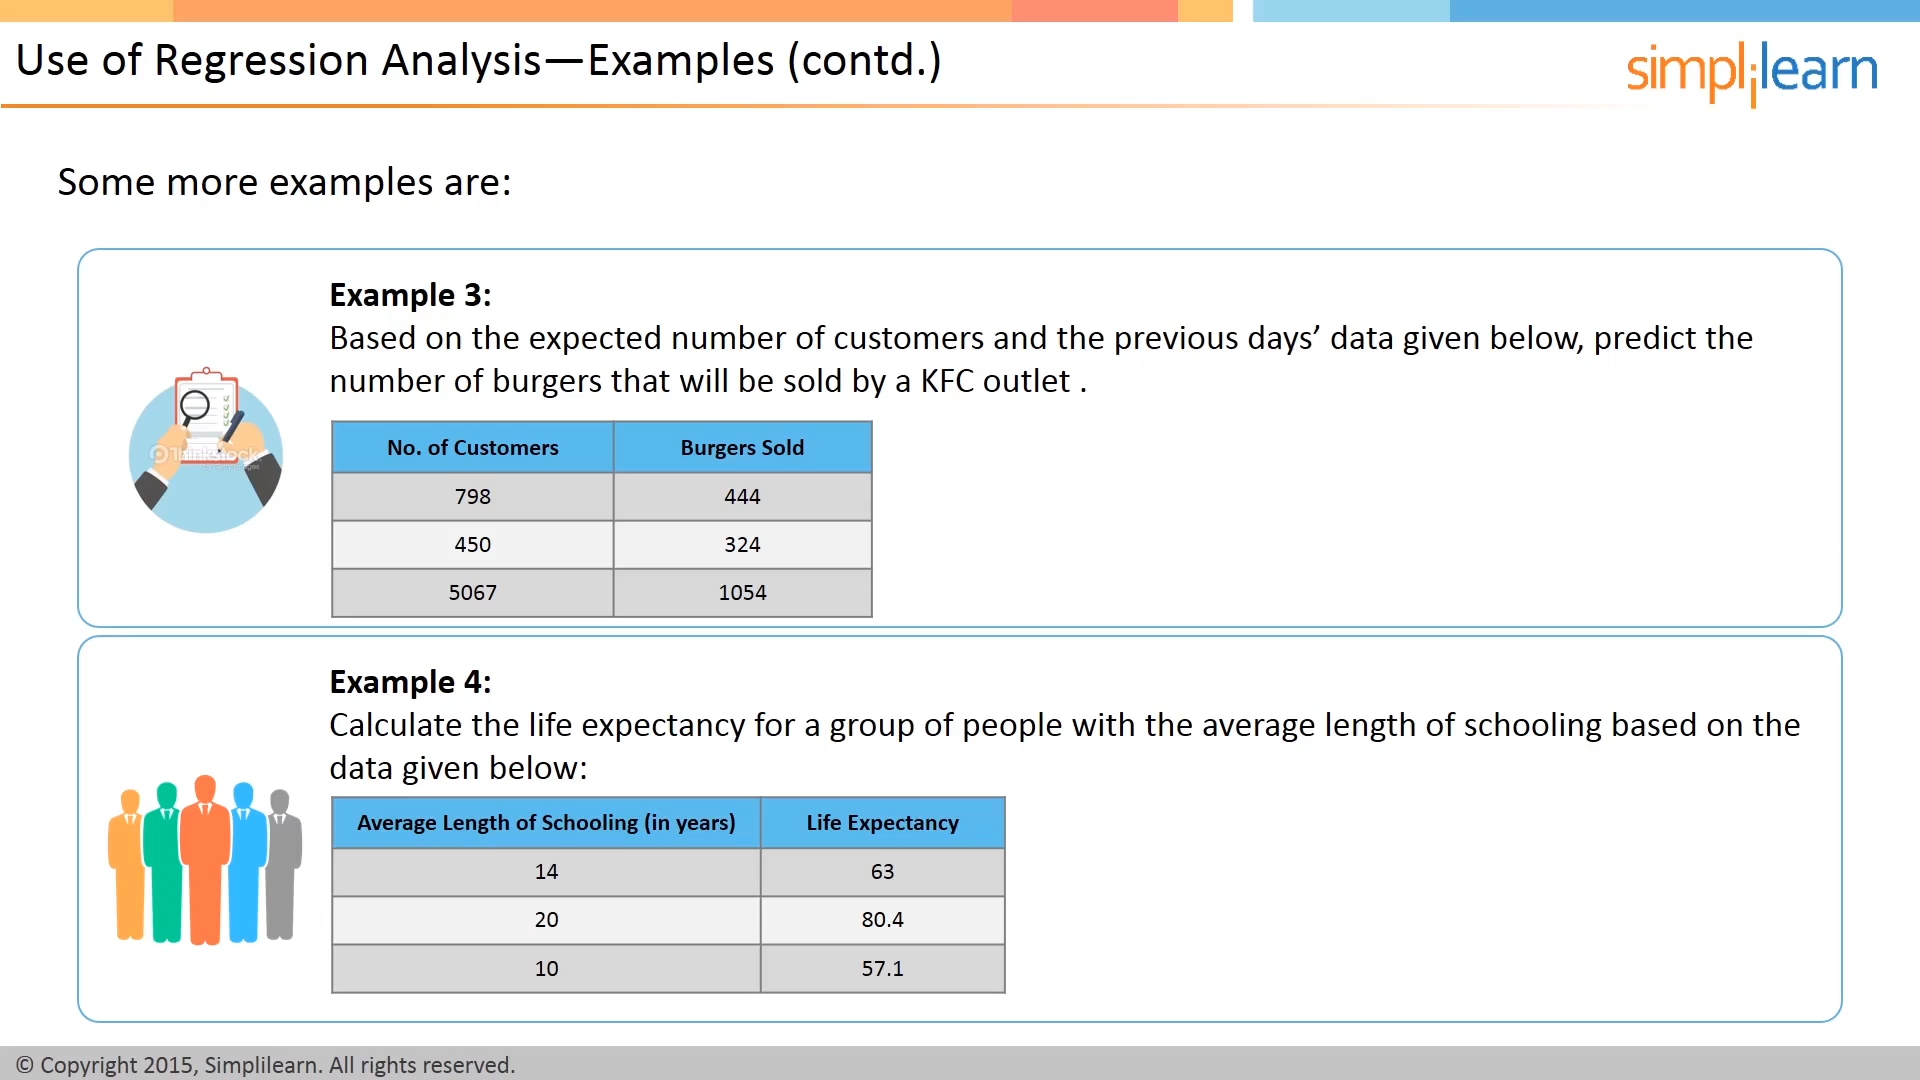 Use of Regression Analysis—Examples (contd.)
simplilearn
Some more examples are:
Example 3:
Based on the expected number of customers and the previous days’ data given below, predict the
number of burgers that will be sold by a KFC outlet .
No. of Customers Burgers Sold
798 444
450 324
5067 1054
Thinkstock
Example 4:
Calculate the life expectancy for a group of people with the average length of schooling based on the
data given below:
Average Length of Schooling (in years) Life Expectancy
14 63
20 80.4
10 57.1
© Copyright 2015, Simplilearn. All rights reserved.